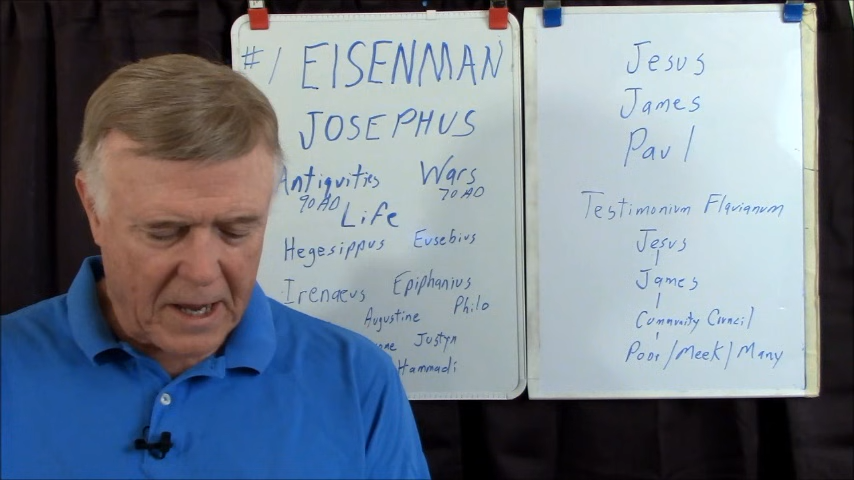 #1 EISENMAN
JOSEPHUS
Antiquities Wars
90 AD 70 AD
Life
Hegesippus Eusebius
Irenaeus Epiphanius
Augustine Philo
Justyn
Hammadi
Jesus
James
Paul
Testimonium Flavianum
Jesus
James
Community Council
Poor/Meek/Many